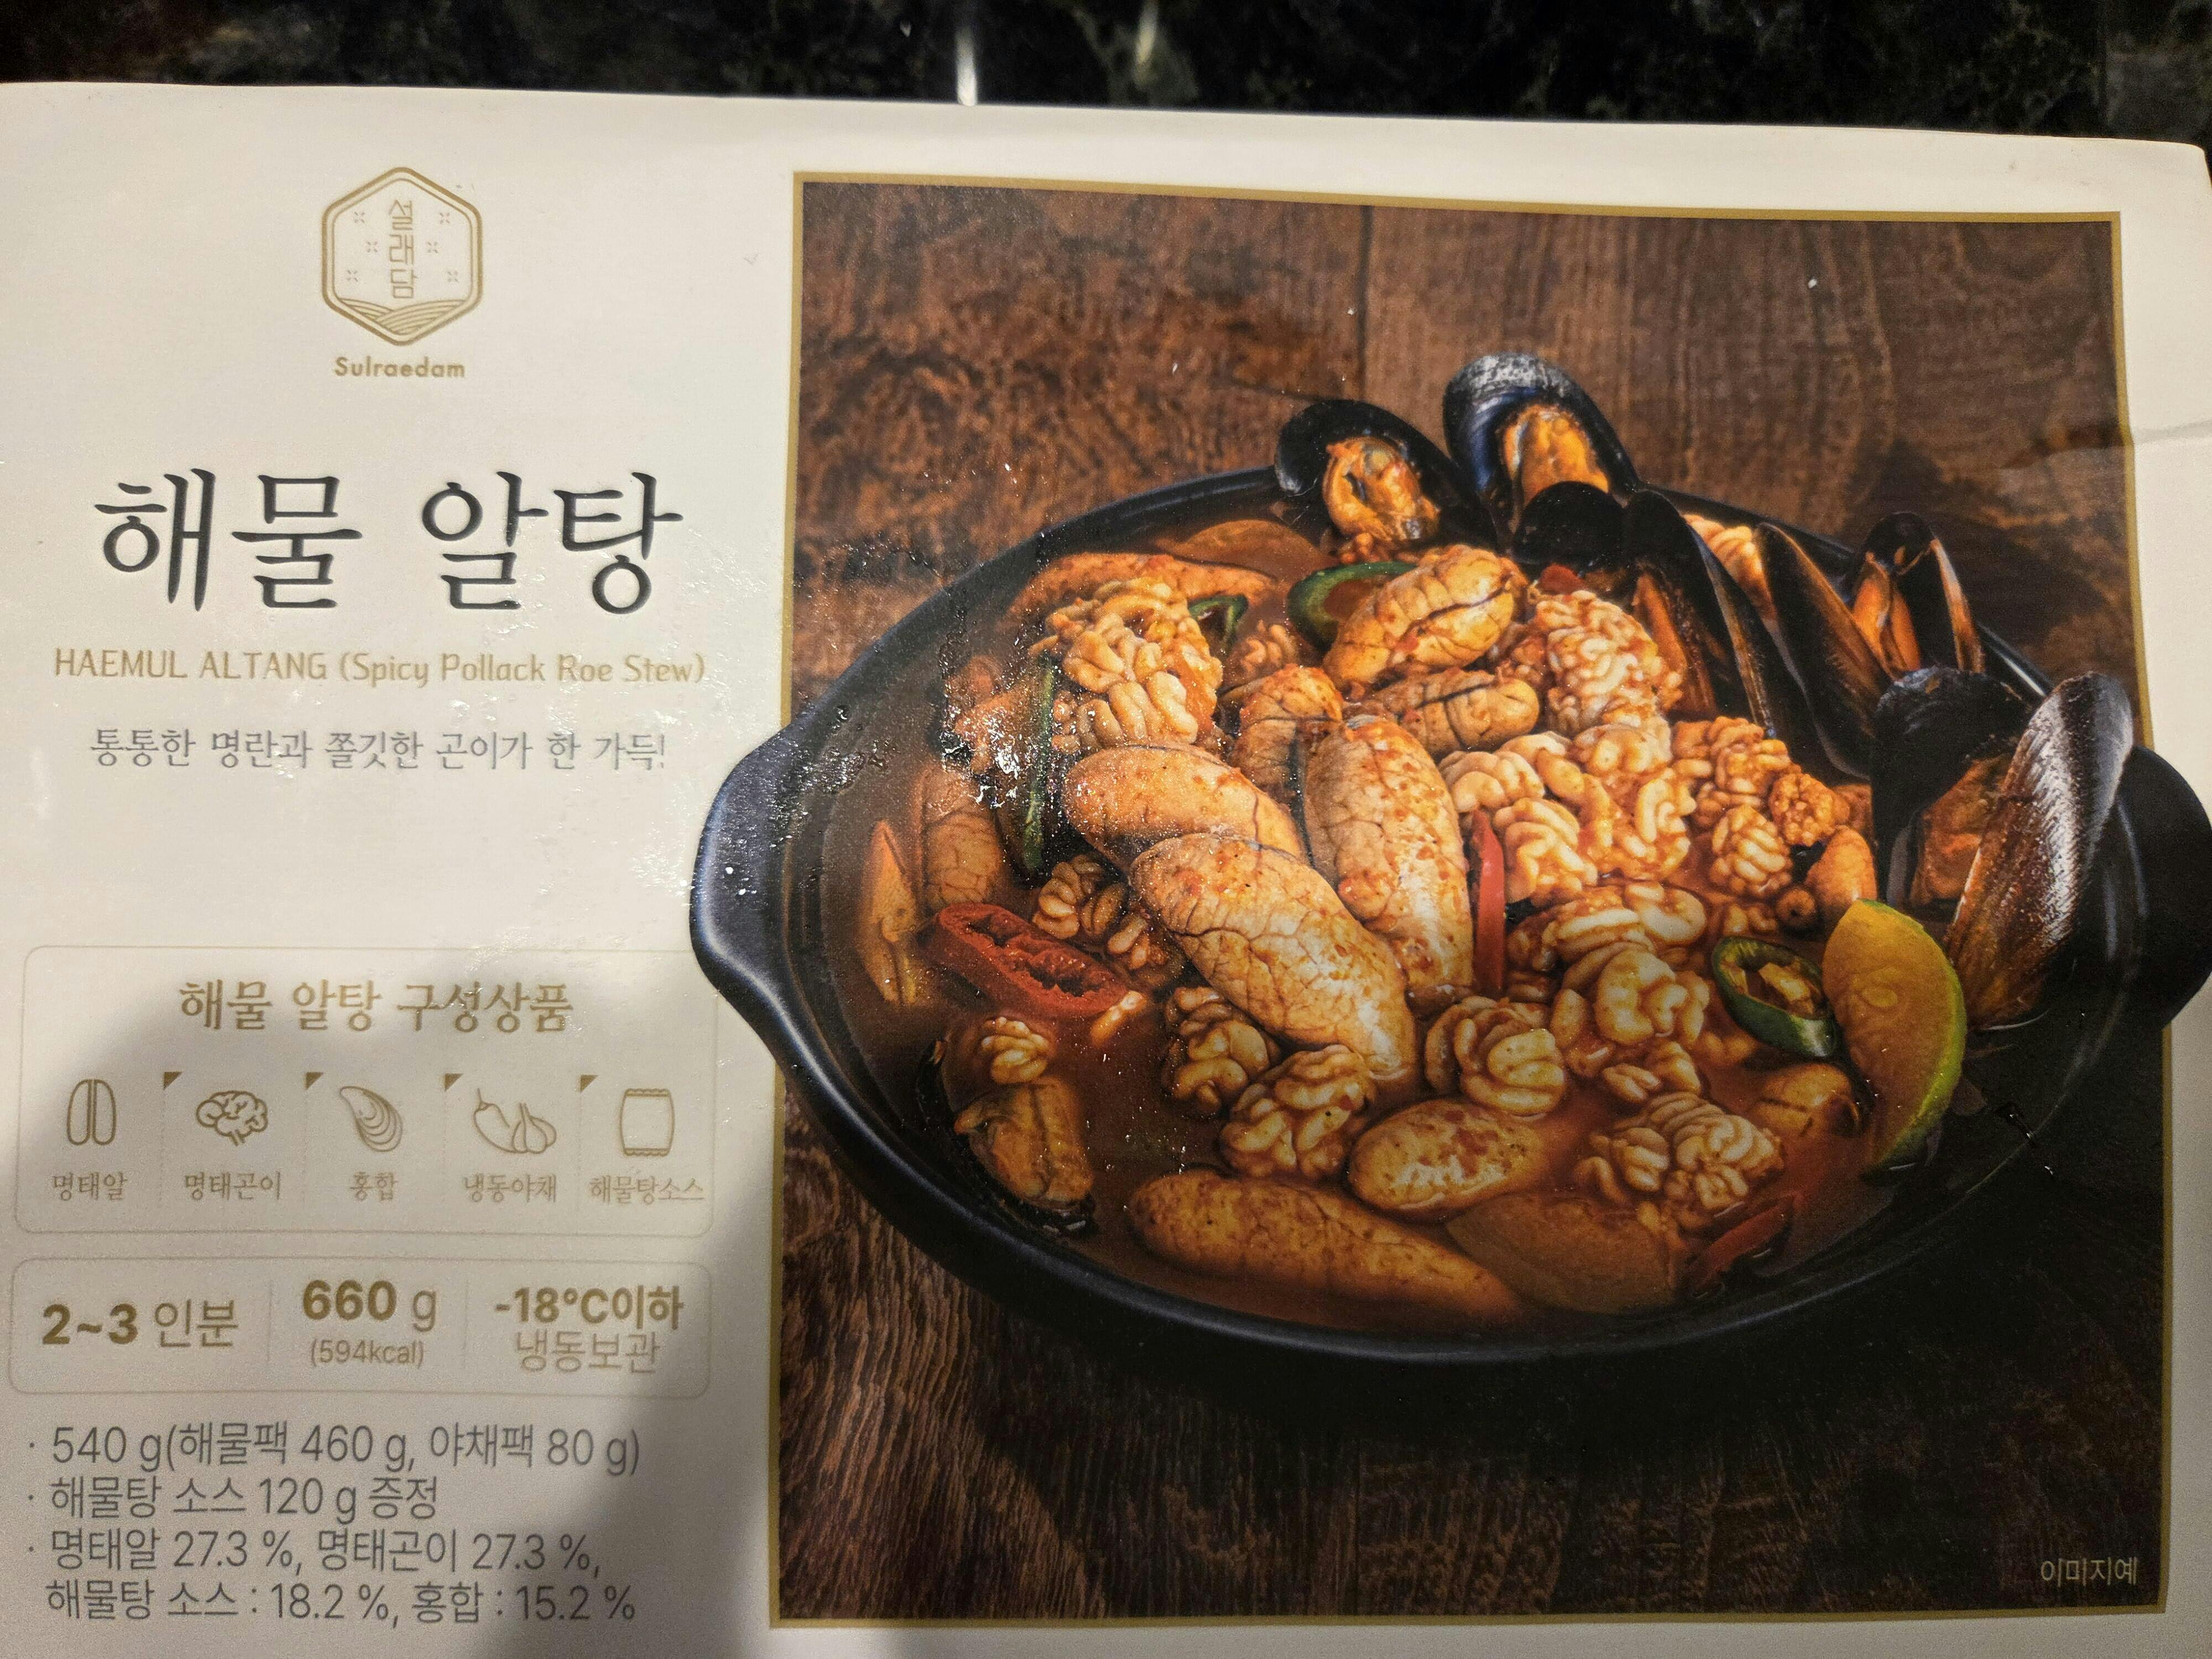 설
래
담
Sulraedam
해물 알탕
HAEMUL ALTANG (Spicy Pollack Roe Stew)
통통한 명란과 쫄깃한 곤이가 한 가득!
해물 알탕 구성상품
명태알 명태곤이 홍합 냉동야채 해물탕소스
2~3 인분 660 g -18°C이하
(594kcal) 냉동보관
· 540 g(해물팩 460 g, 야채팩 80 g)
· 해물탕 소스 120 g 증정
· 명태알 27.3 %, 명태곤이 27.3 %,
해물탕 소스 : 18.2 %, 홍합 : 15.2 %
이미지예